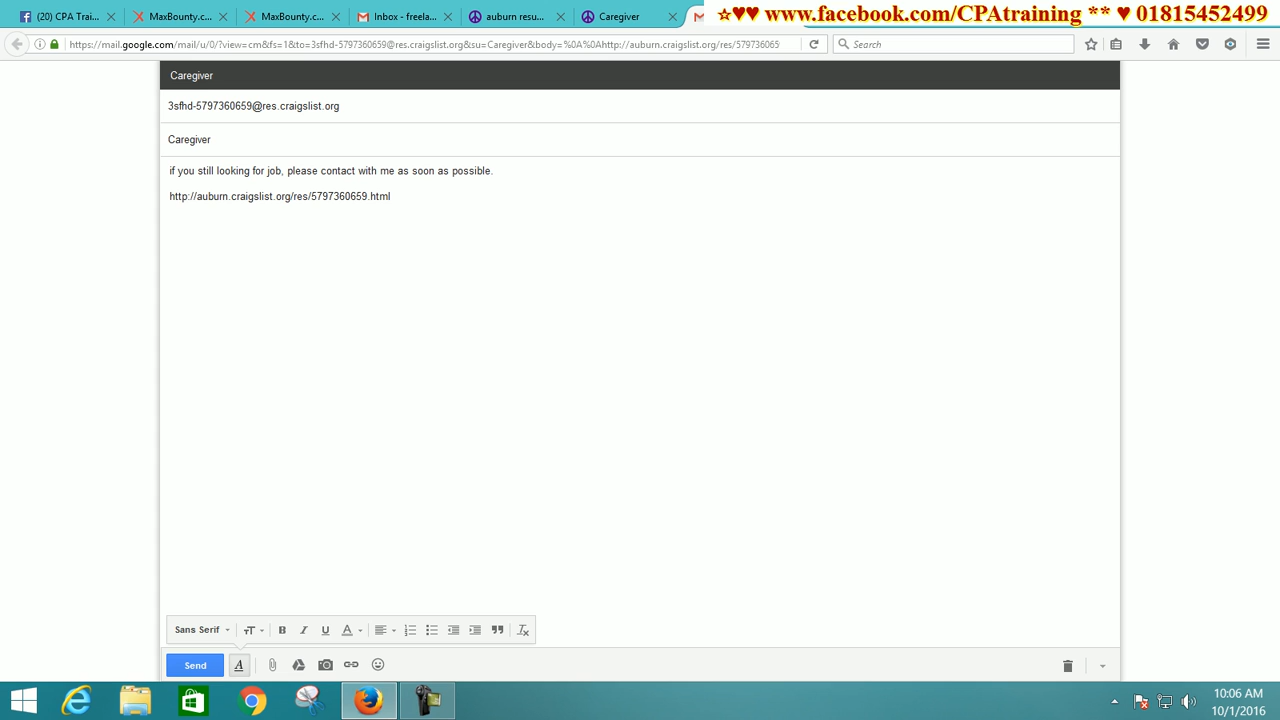 (20) CPA Trai...
MaxBounty.c...
MaxBounty.c...
Inbox - freela...
auburn resu...
Caregiver
☆♥♥ www.facebook.com/CPAtraining ** ♥ 01815452499
https://mail.google.com/mail/u/0/?view=cm&fs=1&to=3sfhd-5797360659@res.craigslist.org&su=Caregiver&body=%0A%0Ahttp://auburn.craigslist.org/res/579736065
Search
Caregiver
3sfhd-5797360659@res.craigslist.org
Caregiver
if you still looking for job, please contact with me as soon as possible.
http://auburn.craigslist.org/res/5797360659.html
Sans Serif
Send
10:06 AM
10/1/2016